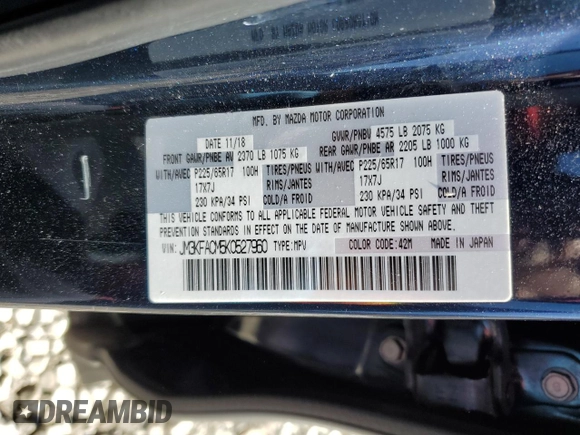 MFD. BY MAZDA MOTOR CORPORATION
DATE 11/18 GVWR/PNBV 4575 LB 2075 KG
FRONT GAWR/PNBE AV 2370 LB 1075 KG REAR GAWR/PNBE AR 2205 LB 1000 KG
WITH/AVEC P225/65R17 100H TIRES/PNEUS WITH/AVEC P225/65R17 100H TIRES/PNEUS
17X7J RIMS/JANTES 17X7J RIMS/JANTES
230 KPA/34 PSI COLD/A FROID 230 KPA/34 PSI COLD/A FROID
THIS VEHICLE CONFORMS TO ALL APPLICABLE FEDERAL MOTOR VEHICLE SAFETY AND THEFT
PREVENTION STANDARDS IN EFFECT ON THE DATE OF MANUFACTURE SHOWN ABOVE.
VIN: JM3KFACM5K0527960 TYPE:MPV COLOR CODE:42M MADE IN JAPAN
DREAMBID